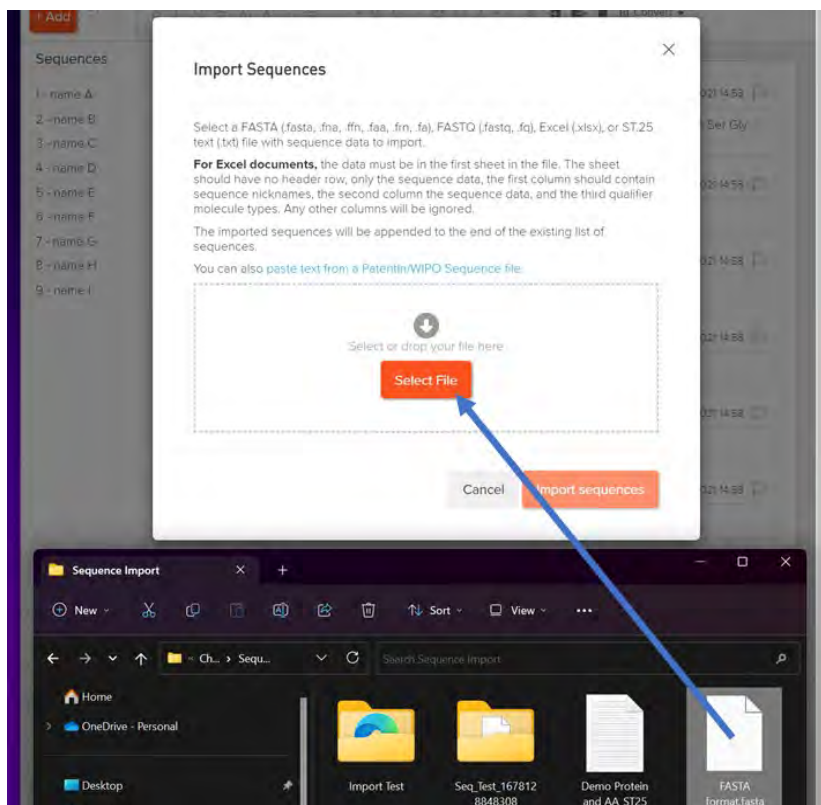 + Add
Sequences
1 - name A
2 - name B
3 - name C
4 - name D
5 - name E
6 - name F
7 - name G
8 - name H
9 - name I
Ser Gly
Import Sequences
Select a FASTA (.fasta, .fna, .ffn, .faa, .frn, .fa), FASTQ (.fastq, .fq), Excel (.xlsx), or ST.25
text (.txt) file with sequence data to import.
For Excel documents, the data must be in the first sheet in the file. The sheet
should have no header row, only the sequence data, the first column should contain
sequence nicknames, the second column the sequence data, and the third qualifier
molecule types. Any other columns will be ignored.
The imported sequences will be appended to the end of the existing list of
sequences.
You can also paste text from a PatentIn/WIPO Sequence file.
Select or drop your file here
Select File
Cancel
Import sequences
Sequence Import
New
Sort
View
Ch...
Sequ...
Search Sequence Import
Home
OneDrive - Personal
Desktop
Import Test
Seq_Test_167812
8848308
Demo Protein
and AA_ST25
FASTA
format.fasta